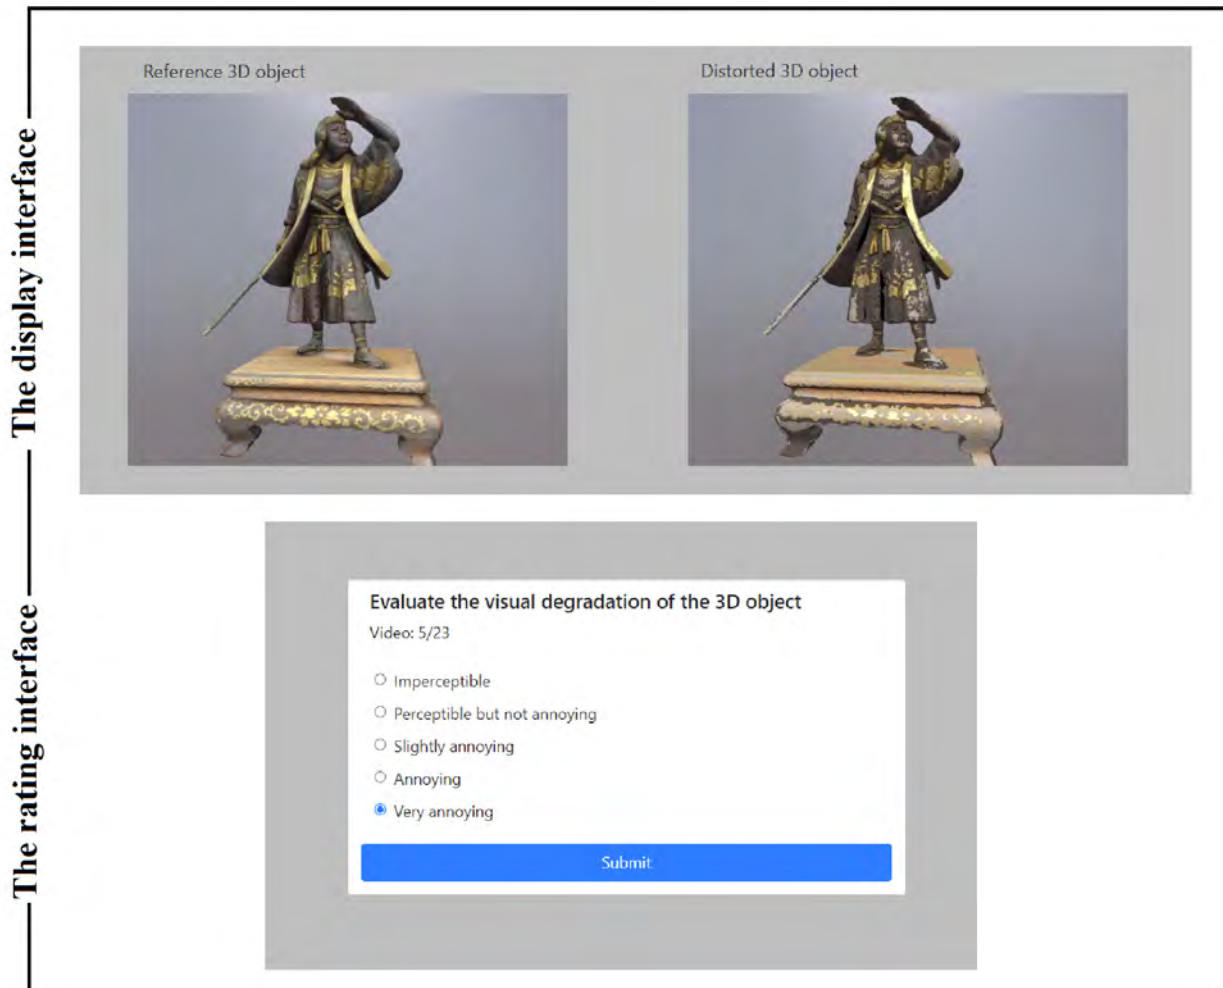 The display interface
Reference 3D object
Distorted 3D object
The rating interface
Evaluate the visual degradation of the 3D object
Video: 5/23
Imperceptible
Perceptible but not annoying
Slightly annoying
Annoying
Very annoying
Submit